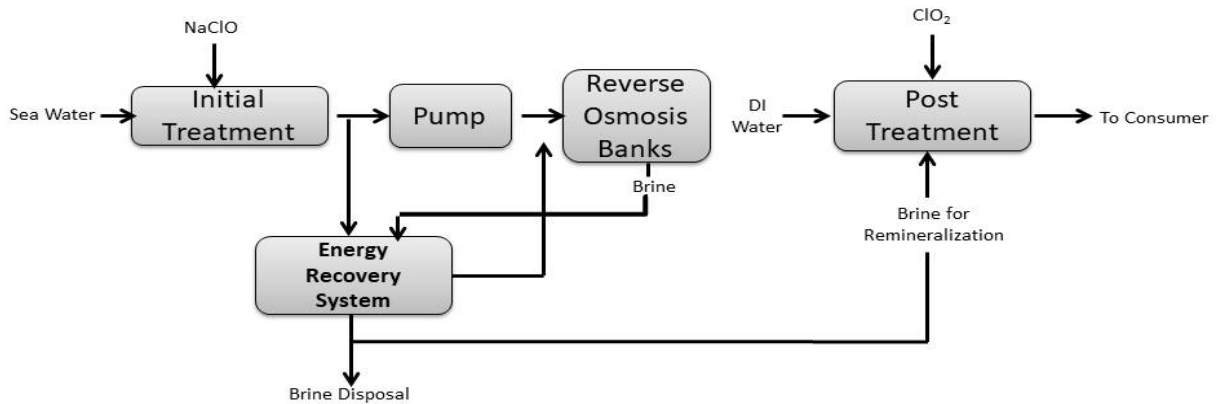 NaClO
Sea Water
Initial
Treatment
Pump
Reverse
Osmosis
Banks
Brine
Energy
Recovery
System
Brine Disposal
ClO₂
DI
Water
Post
Treatment
To Consumer
Brine for
Remineralization